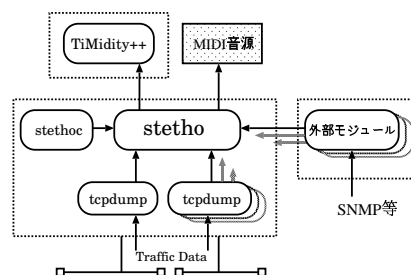 TiMidity++
MIDI音源
stethoc
stetho
外部モジュール
tcpdump
tcpdump
SNMP等
Traffic Data